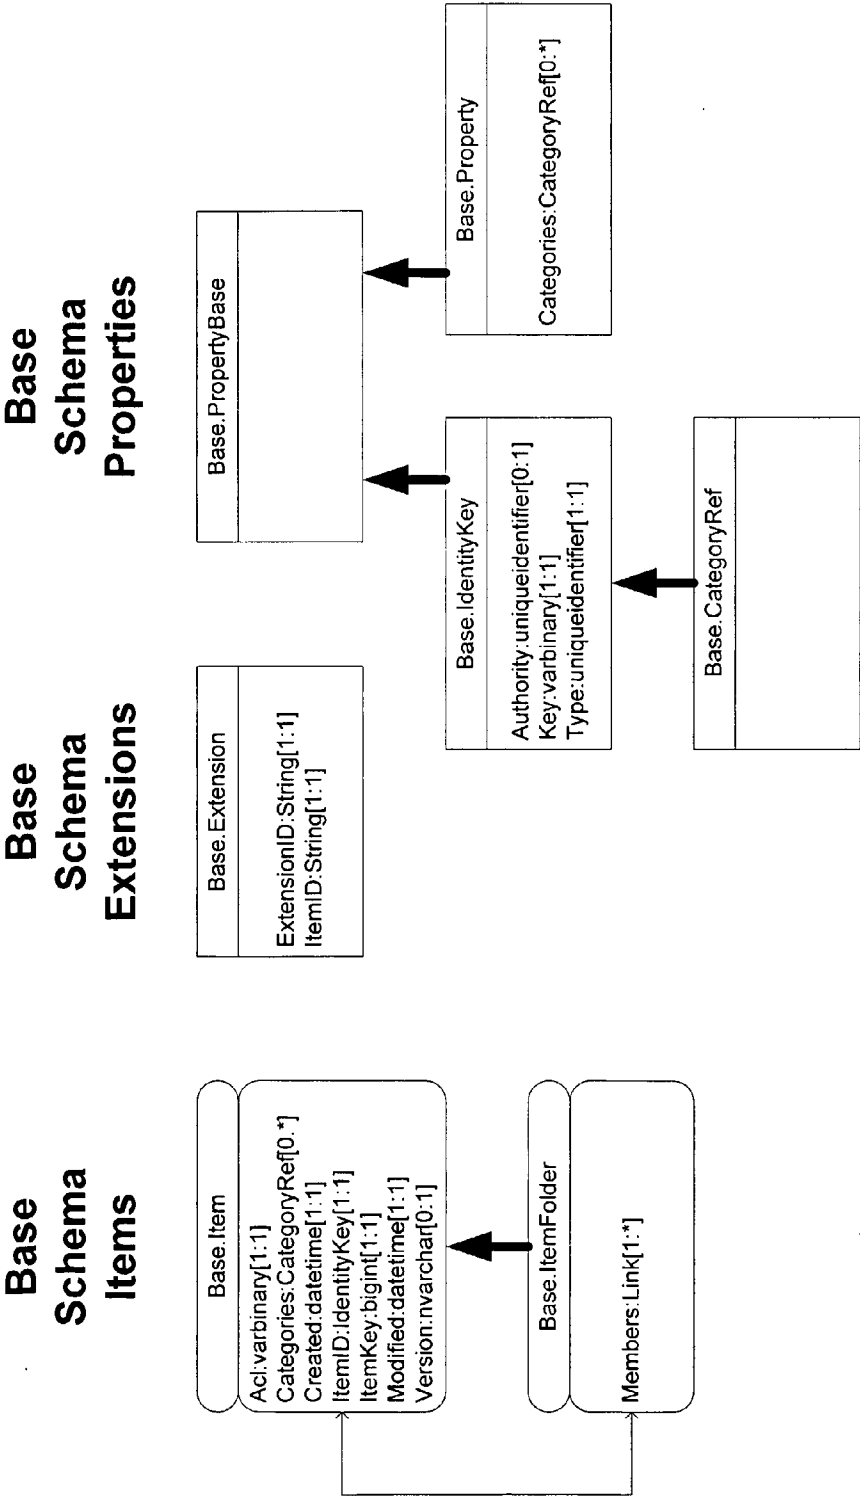 Base
Schema
Items
Base.Item
Acl:varbinary[1:1]
Categories:CategoryRef[0.*]
Created:datetime[1:1]
ItemID:IdentityKey[1:1]
ItemKey:bigint[1:1]
Modified:datetime[1:1]
Version:nvarchar[0:1]
Base.ItemFolder
Members:Link[1:*]
Base
Schema
Extensions
Base.Extension
ExtensionID:String[1:1]
ItemID:String[1:1]
Base
Schema
Properties
Base.PropertyBase
Base.IdentityKey
Authority:uniqueidentifier[0:1]
Key:varbinary[1:1]
Type:uniqueidentifier[1:1]
Base.Property
Categories:CategoryRef[0:*]
Base.CategoryRef